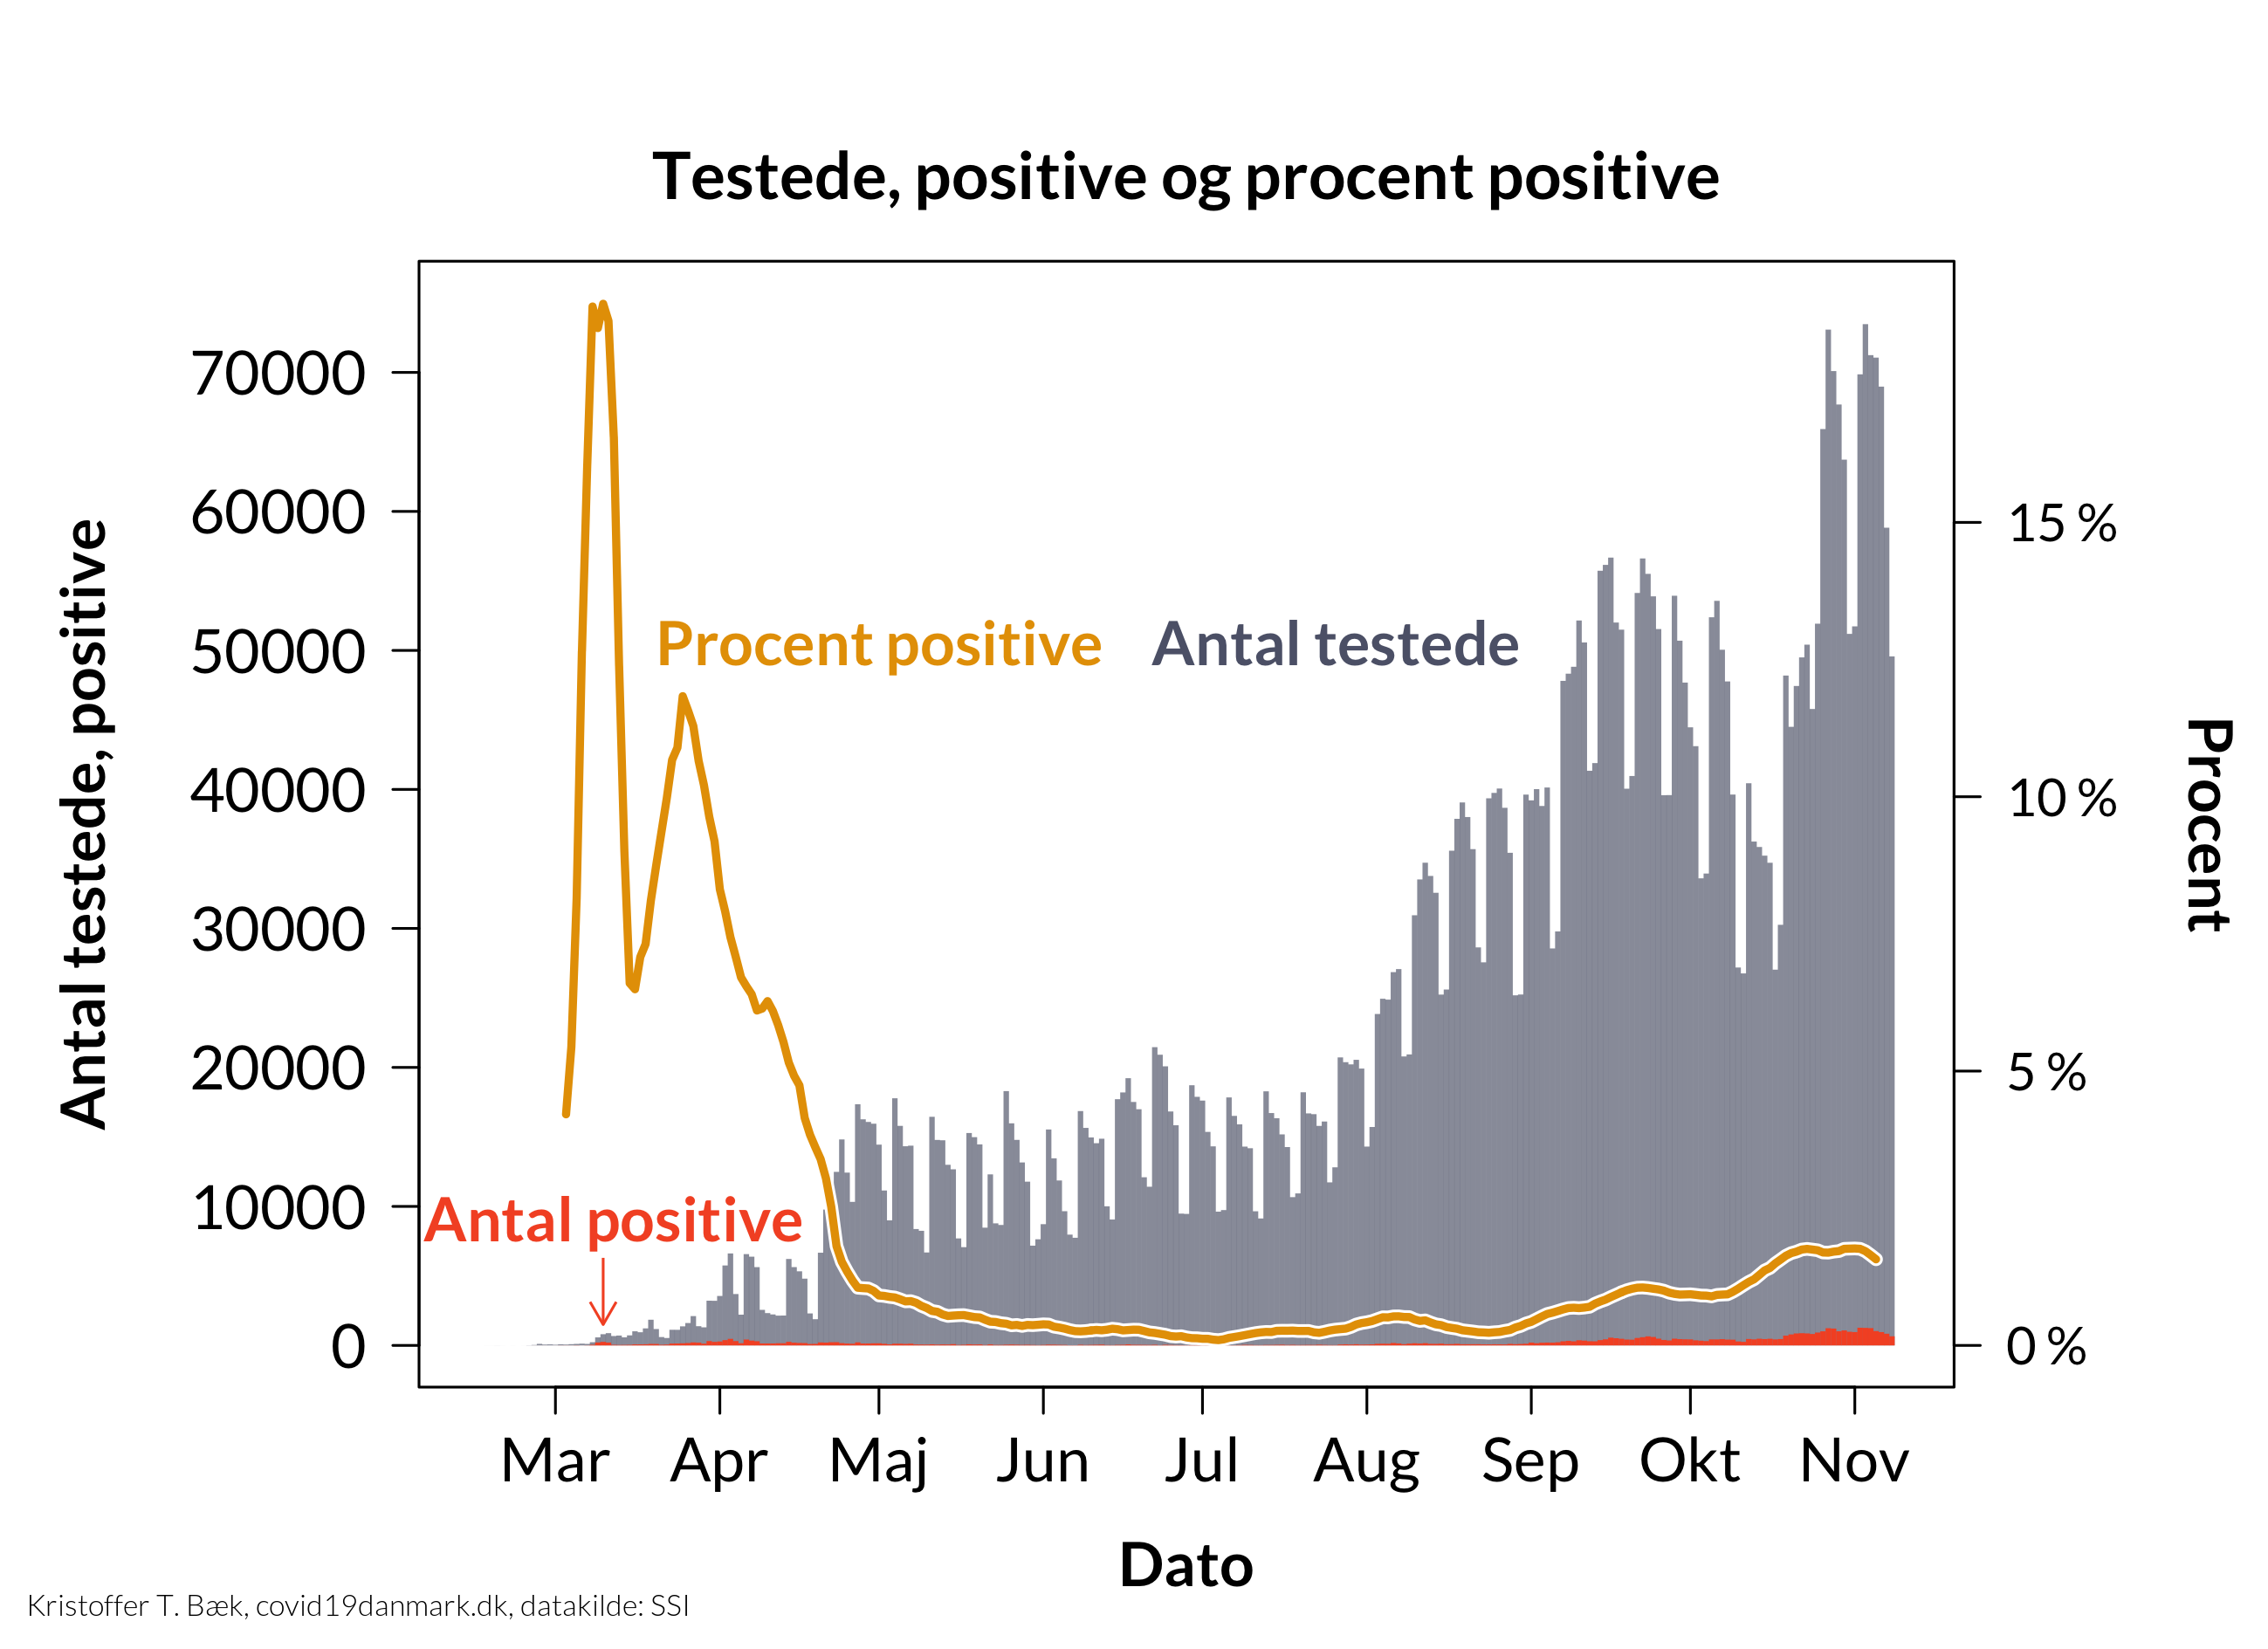 Testede, positive og procent positive
Antal testede, positive
70000
60000
50000
40000
30000
20000
10000
0
Procent positive
Antal testede
Antal positive
15 %
10 %
5 %
0 %
Procent
Mar Apr Maj Jun Jul Aug Sep Okt Nov
Dato
Kristoffer T. Bæk, covid19danmark.dk, datakilde: SSI